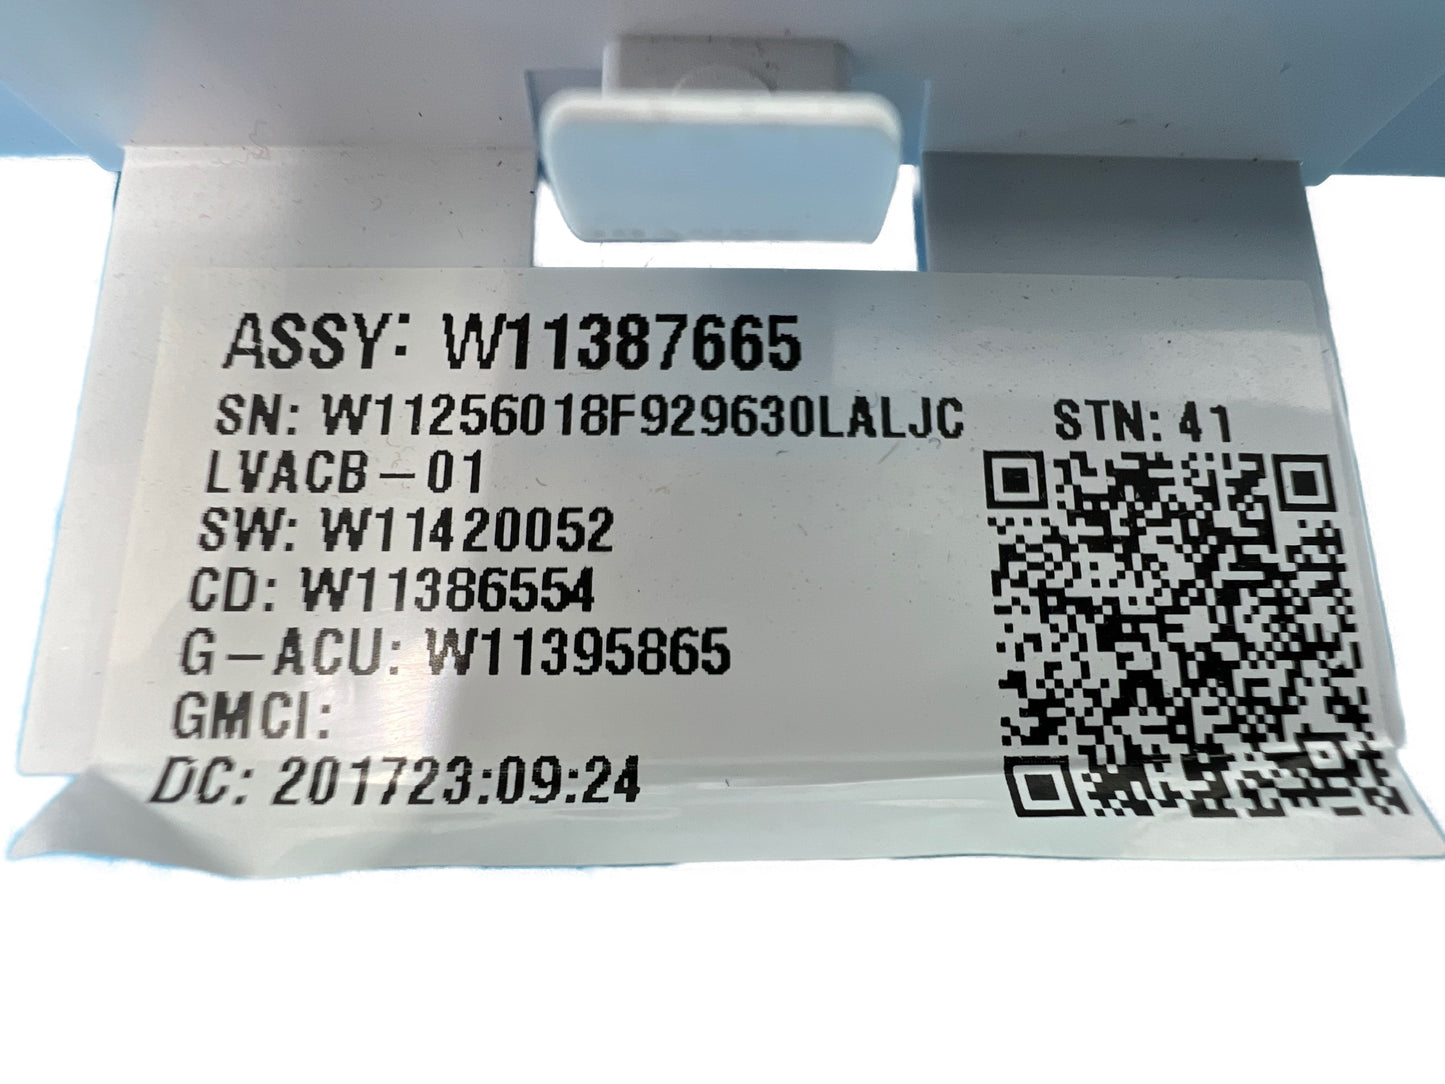 ASSY: W11387665
SN: W11256018F929630LALJC STN: 41
LVACB-01
SW: W11420052
CD: W11386554
G-ACU: W11395865
GMCI:
DC: 201723:09:24